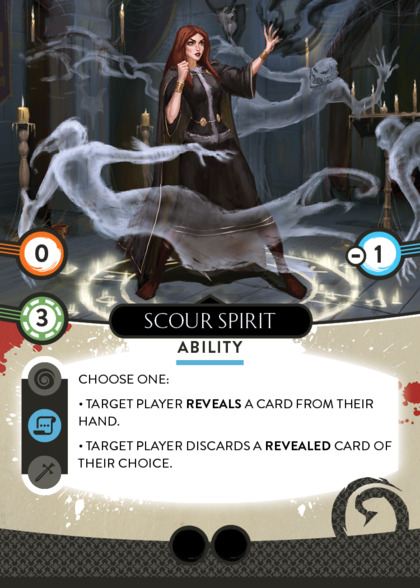 0
- 1
3
SCOUR SPIRIT
ABILITY
CHOOSE ONE:
• TARGET PLAYER REVEALS A CARD FROM THEIR
HAND.
• TARGET PLAYER DISCARDS A REVEALED CARD OF
THEIR CHOICE.